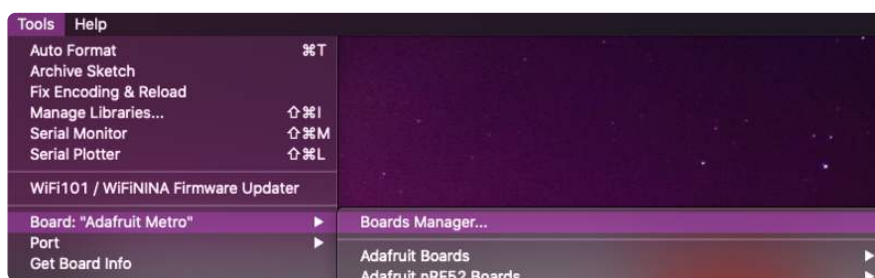 Tools Help
Auto Format ⌘T
Archive Sketch
Fix Encoding & Reload
Manage Libraries... ⇧⌘I
Serial Monitor ⇧⌘M
Serial Plotter ⇧⌘L
WiFi101 / WiFiNINA Firmware Updater
Board: "Adafruit Metro" ▶ Boards Manager...
Port ▶
Get Board Info
Adafruit Boards ▶
Adafruit nRF52 Boards